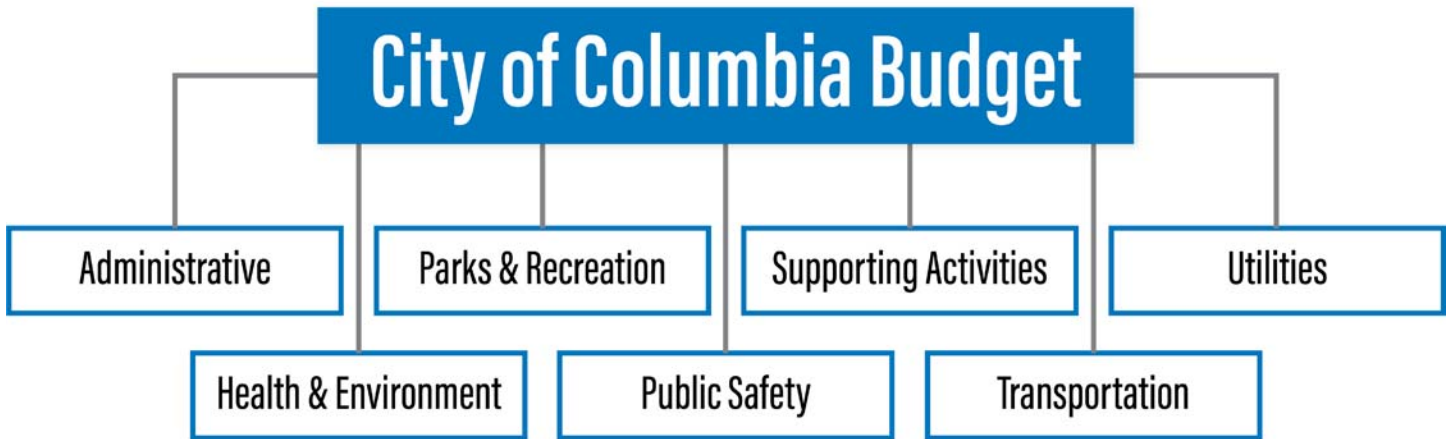 City of Columbia Budget
Administrative
Parks & Recreation
Supporting Activities
Utilities
Health & Environment
Public Safety
Transportation